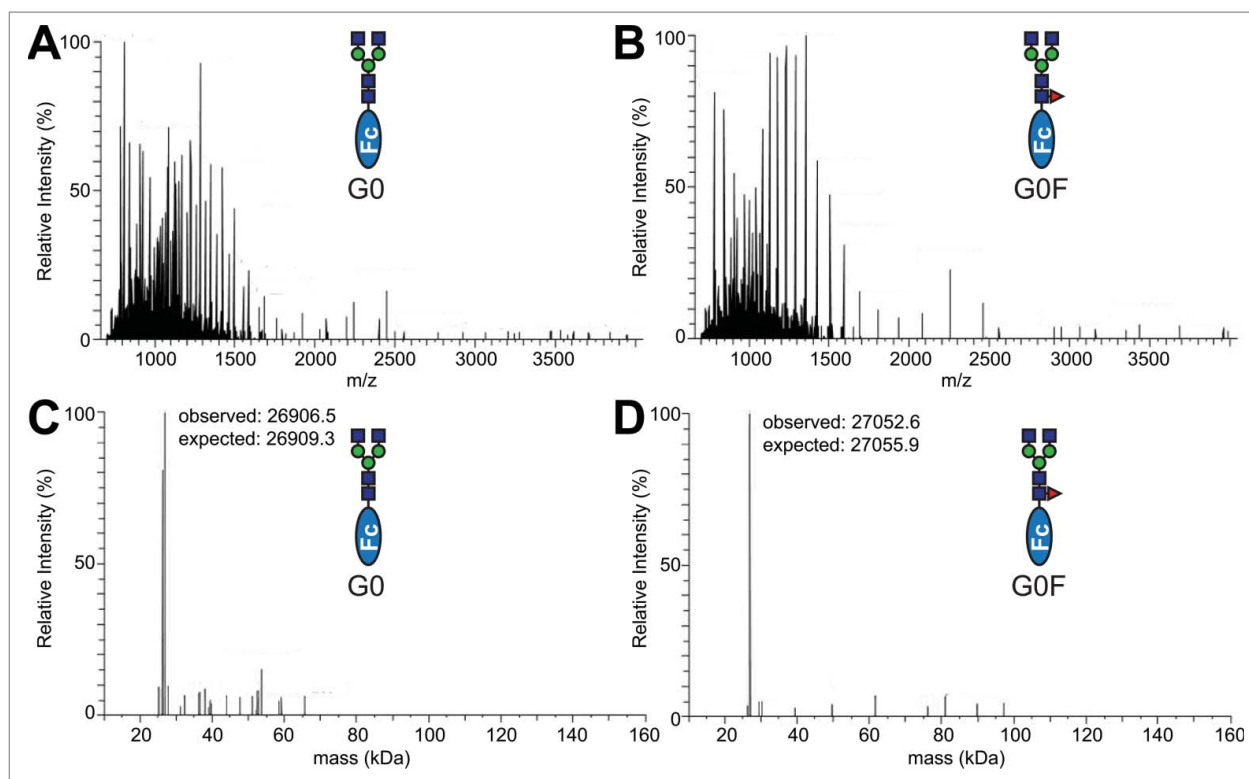 A
B
Relative Intensity (%)
100
50
0
1000
1500
2000
2500
3000
3500
m/z
Fc
G0
Relative Intensity (%)
100
50
0
1000
1500
2000
2500
3000
3500
m/z
Fc
G0F
C
D
Relative Intensity (%)
100
50
0
20
40
60
80
100
120
140
160
mass (kDa)
observed: 26906.5
expected: 26909.3
Fc
G0
Relative Intensity (%)
100
50
0
20
40
60
80
100
120
140
160
mass (kDa)
observed: 27052.6
expected: 27055.9
Fc
G0F